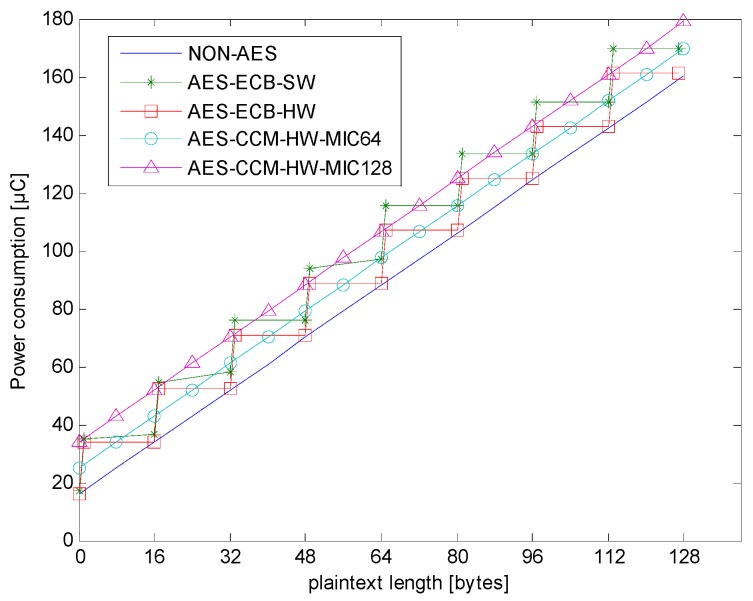 180
160
140
120
100
80
60
40
20
0
Power consumption [µC]
NON-AES
AES-ECB-SW
AES-ECB-HW
AES-CCM-HW-MIC64
AES-CCM-HW-MIC128
0 16 32 48 64 80 96 112 128
plaintext length [bytes]